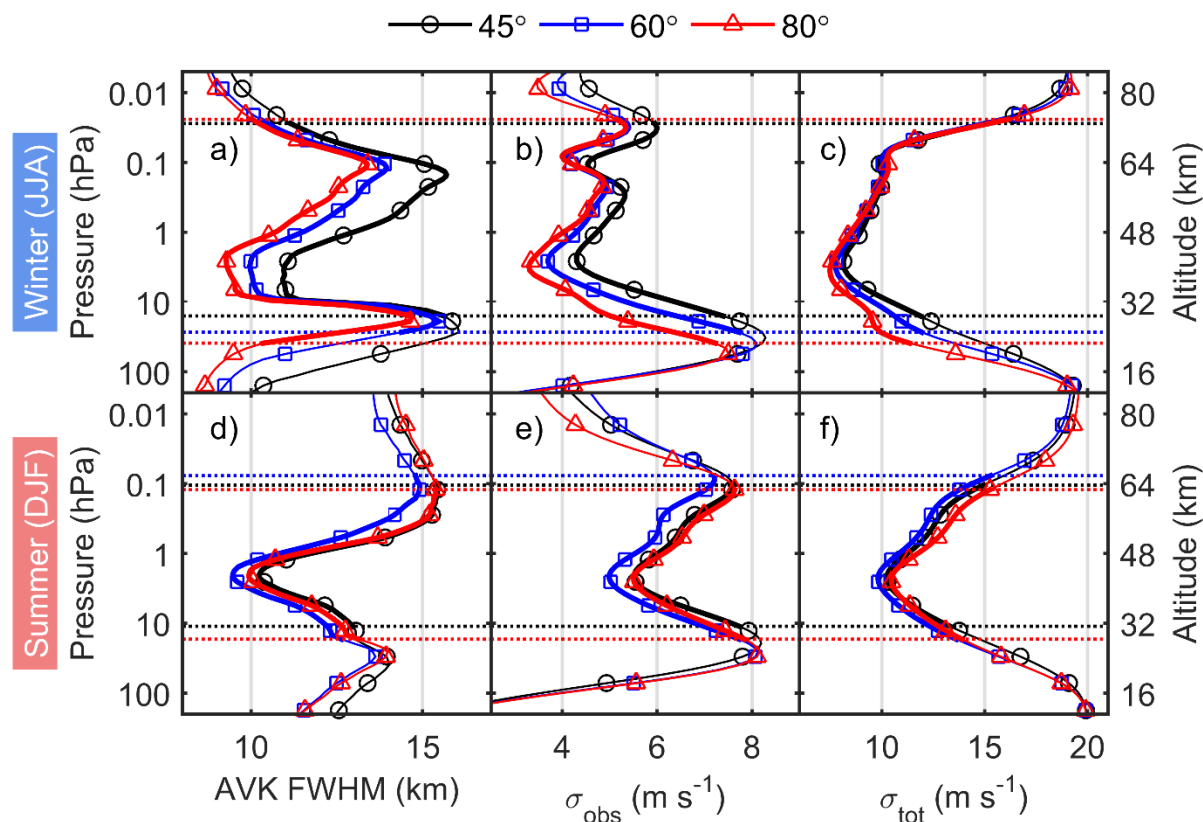 45° 60° 80°
Winter (JJA)
Pressure (hPa)
0.01
0.1
1
10
100
a)
b)
c)
80
64
48
32
16
Altitude (km)
Summer (DJF)
Pressure (hPa)
0.01
0.1
1
10
100
d)
e)
f)
80
64
48
32
16
Altitude (km)
10 15
4 6 8
10 15 20
AVK FWHM (km)
σobs (m s-1)
σtot (m s-1)